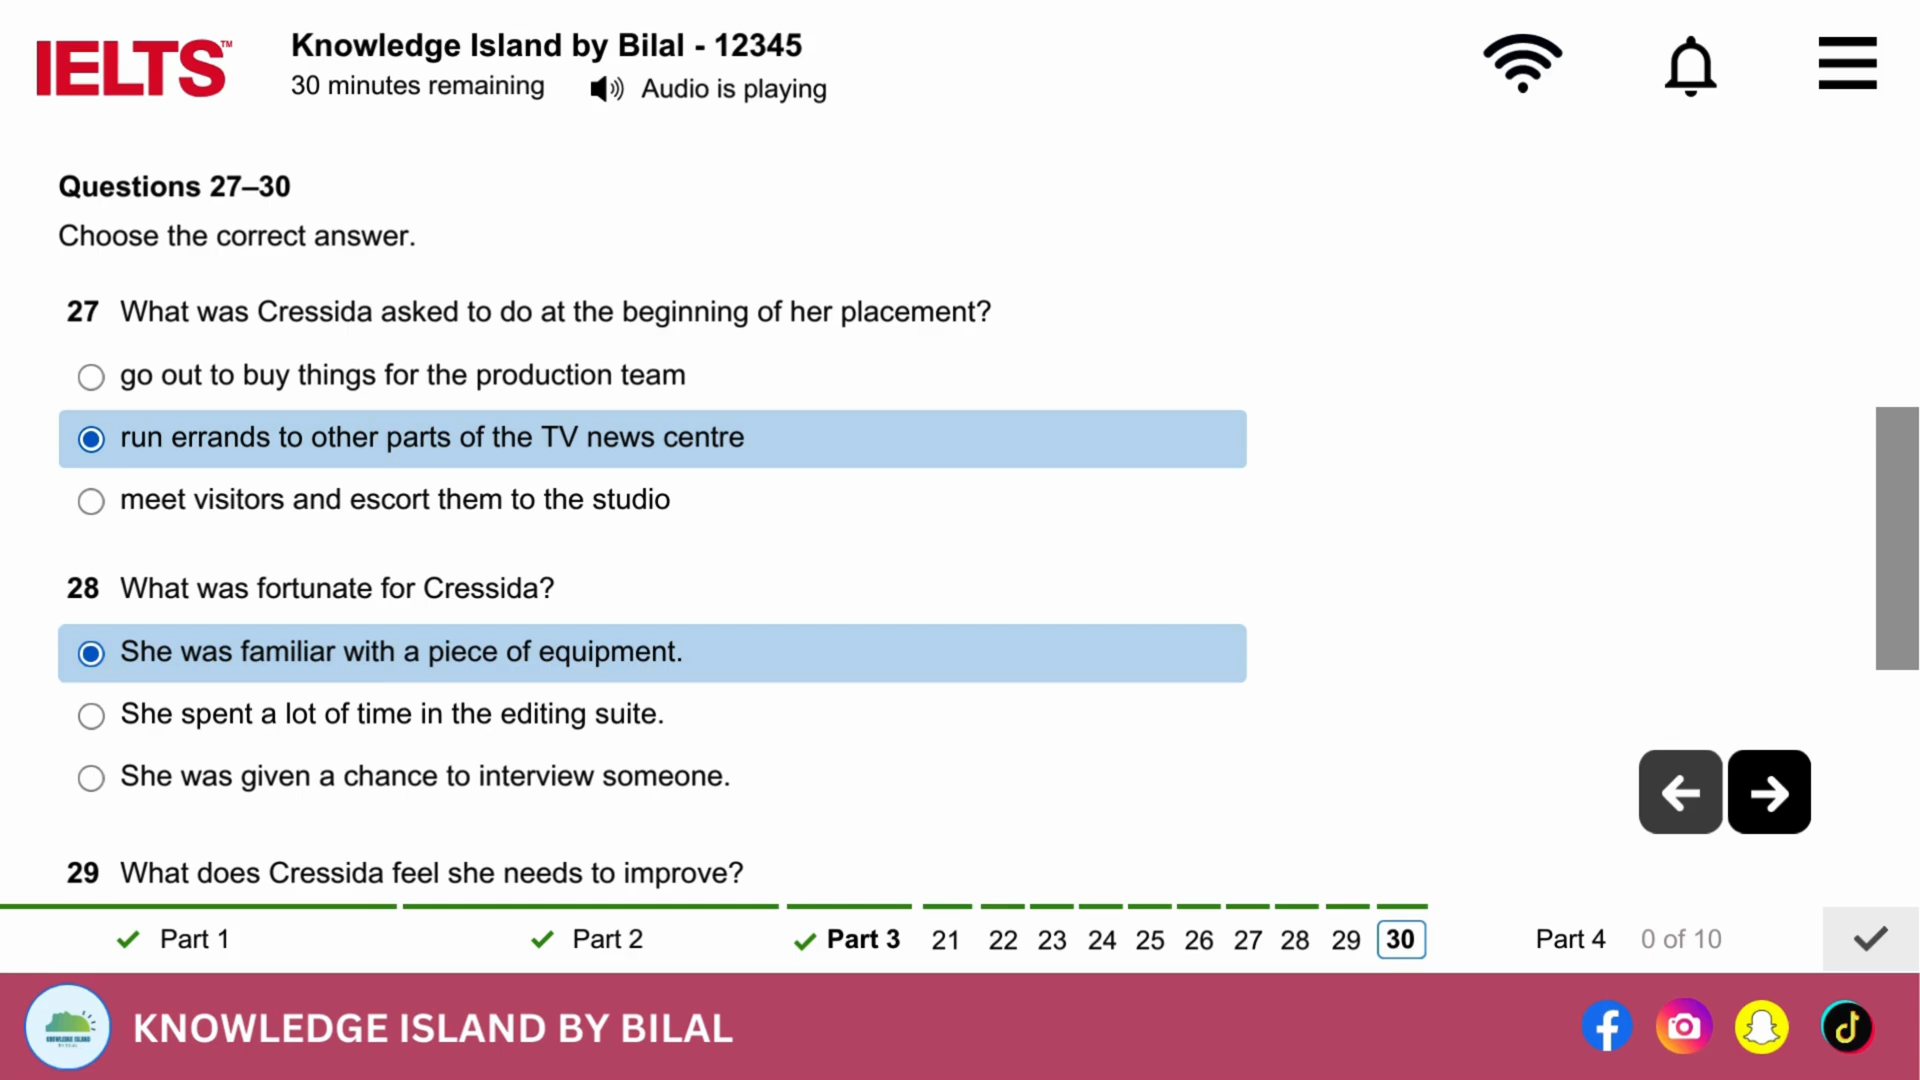 IELTS™
Knowledge Island by Bilal - 12345
30 minutes remaining
Audio is playing
Questions 27–30
Choose the correct answer.
27 What was Cressida asked to do at the beginning of her placement?
go out to buy things for the production team
run errands to other parts of the TV news centre
meet visitors and escort them to the studio
28 What was fortunate for Cressida?
She was familiar with a piece of equipment.
She spent a lot of time in the editing suite.
She was given a chance to interview someone.
29 What does Cressida feel she needs to improve?
Part 1 Part 2 Part 3 21 22 23 24 25 26 27 28 29 30 Part 4 0 of 10
KNOWLEDGE ISLAND
BY BILAL
KNOWLEDGE ISLAND BY BILAL